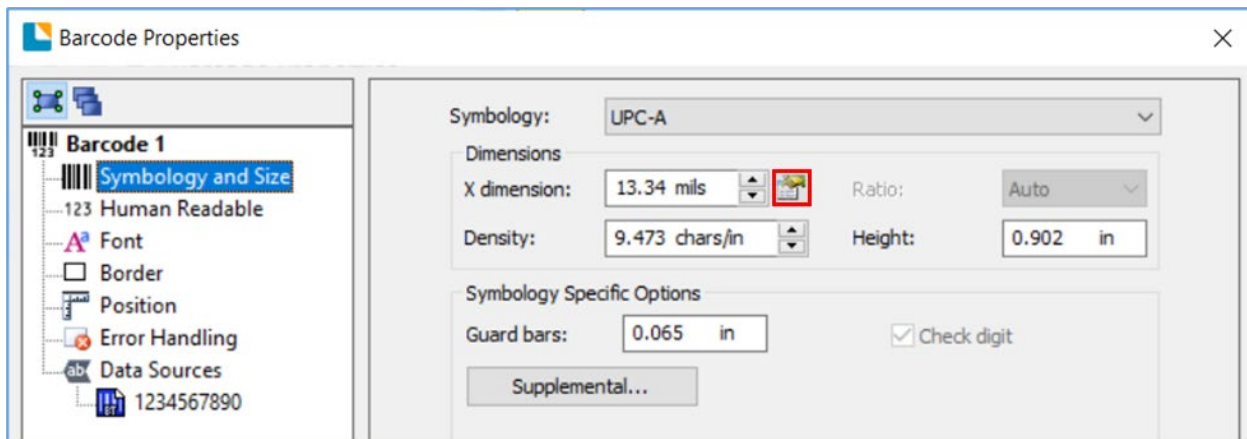 Barcode Properties
Barcode 1
Symbology and Size
123 Human Readable
Font
Border
Position
Error Handling
Data Sources
1234567890
Symbology: UPC-A
Dimensions
X dimension: 13.34 mils Ratio: Auto
Density: 9.473 chars/in Height: 0.902 in
Symbology Specific Options
Guard bars: 0.065 in Check digit
Supplemental...